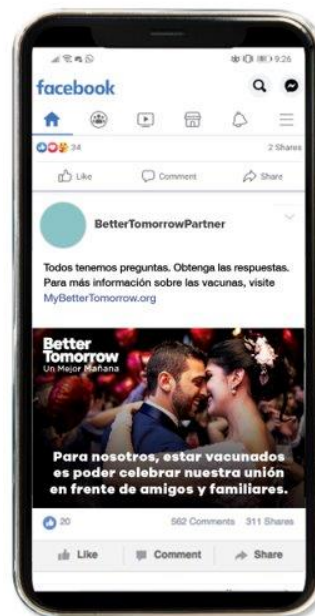 9:26
facebook
34
2 Shares
Like Comment Share
BetterTomorrowPartner
Todos tenemos preguntas. Obtenga las respuestas.
Para más información sobre las vacunas, visite
MyBetterTomorrow.org
Better
Tomorrow
Un Mejor Mañana
Para nosotros, estar vacunados
es poder celebrar nuestra unión
en frente de amigos y familiares.
20
562 Comments 311 Shares
Like Comment Share